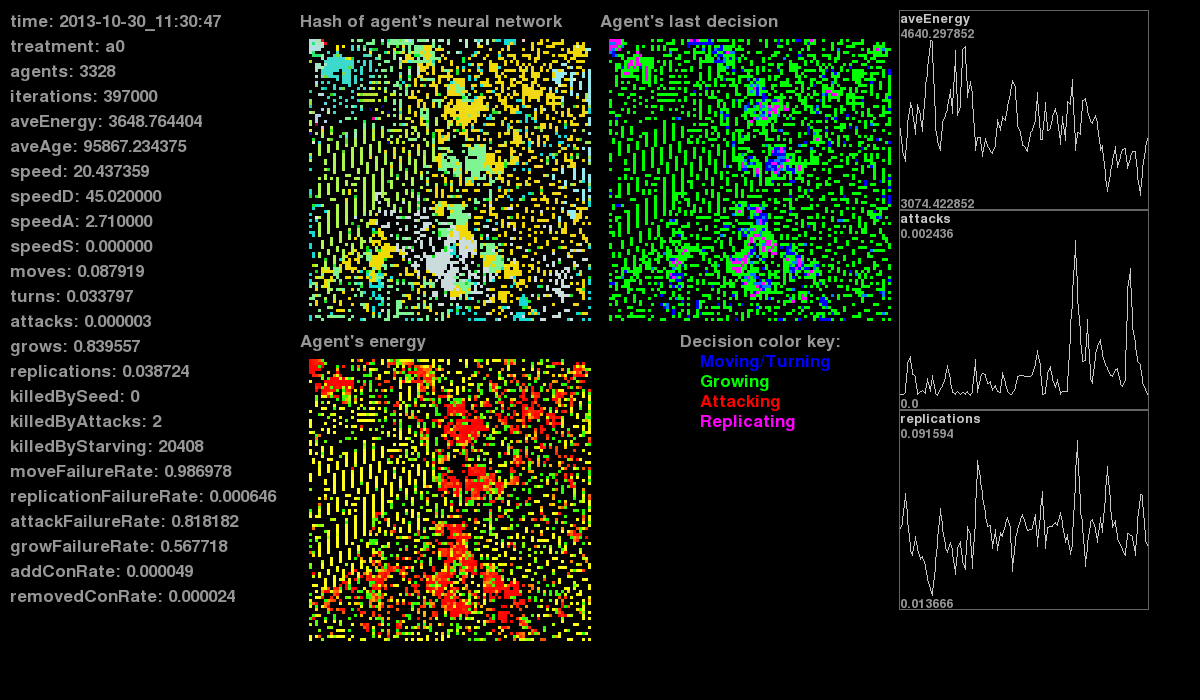 time: 2013-10-30_11:30:47
treatment: a0
agents: 3328
iterations: 397000
aveEnergy: 3648.764404
aveAge: 95867.234375
speed: 20.437359
speedD: 45.020000
speedA: 2.710000
speedS: 0.000000
moves: 0.087919
turns: 0.033797
attacks: 0.000003
grows: 0.839557
replications: 0.038724
killedBySeed: 0
killedByAttacks: 2
killedByStarving: 20408
moveFailureRate: 0.986978
replicationFailureRate: 0.000646
attackFailureRate: 0.818182
growFailureRate: 0.567718
addConRate: 0.000049
removedConRate: 0.000024
Hash of agent's neural network
Agent's last decision
Agent's energy
Decision color key:
Moving/Turning
Growing
Attacking
Replicating
aveEnergy
4640.297852
3074.422852
attacks
0.002436
0.0
replications
0.091594
0.013666